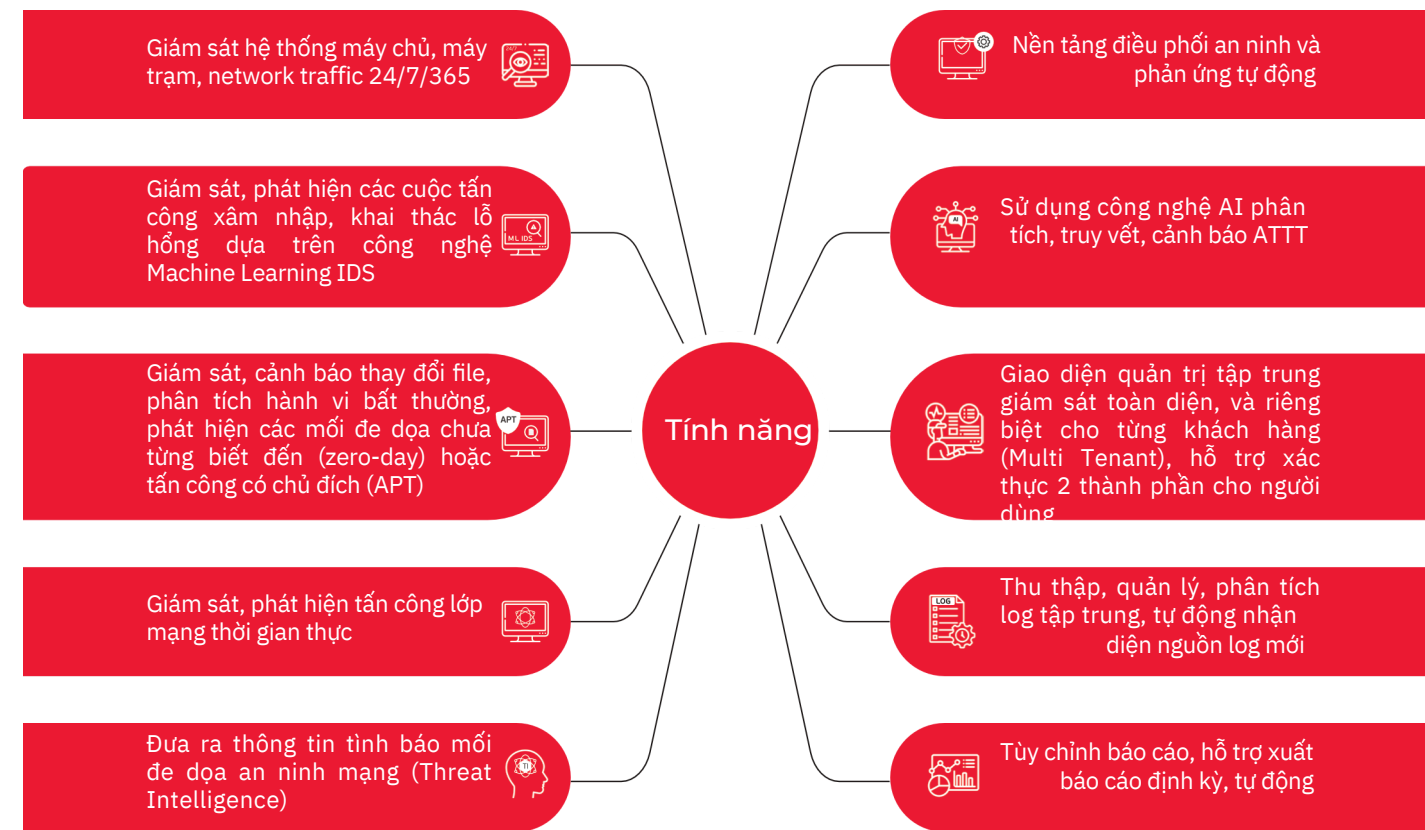 Giám sát hệ thống máy chủ, máy
trạm, network traffic 24/7/365
24/7
Giám sát, phát hiện các cuộc tấn
công xâm nhập, khai thác lỗ
hổng dựa trên công nghệ
Machine Learning IDS
ML IDS
Giám sát, cảnh báo thay đổi file,
phân tích hành vi bất thường,
phát hiện các mối đe dọa chưa
từng biết đến (zero-day) hoặc
tấn công có chủ đích (APT)
APT
Giám sát, phát hiện tấn công lớp
mạng thời gian thực
Đưa ra thông tin tình báo mối
đe dọa an ninh mạng (Threat
Intelligence)
TI
Tính năng
Nền tảng điều phối an ninh và
phản ứng tự động
AI
Sử dụng công nghệ AI phân
tích, truy vết, cảnh báo ATTT
Giao diện quản trị tập trung
giám sát toàn diện, và riêng
biệt cho từng khách hàng
(Multi Tenant), hỗ trợ xác
thực 2 thành phần cho người
dùng
LOG
Thu thập, quản lý, phân tích
log tập trung, tự động nhận
diện nguồn log mới
Tùy chỉnh báo cáo, hỗ trợ xuất
báo cáo định kỳ, tự động